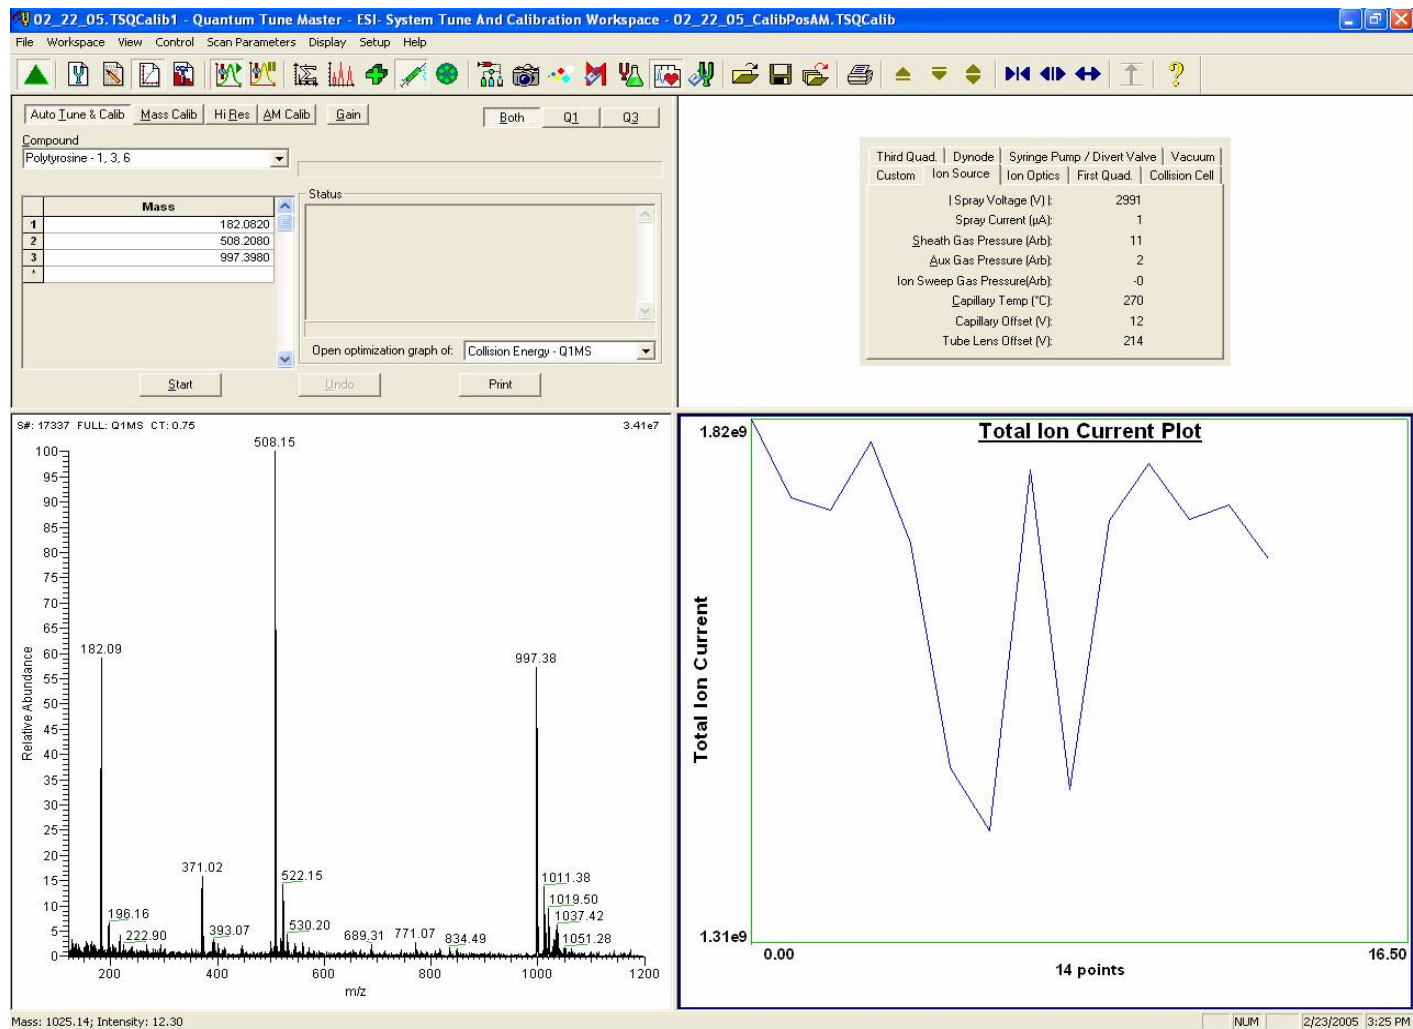 02_22_05.TSQCalib1 - Quantum Tune Master - ESI- System Tune And Calibration Workspace - 02_22_05_CalibPosAM.TSQCalib
File Workspace View Control Scan Parameters Display Setup Help
Auto Tune & Calib Mass Calib Hi Res AM Calib Gain Both Q1 Q3
Compound
Polytyrosine - 1, 3, 6
Status
Mass
1 182.0820
2 508.2080
3 997.3980
*
Open optimization graph of: Collision Energy - Q1MS
Start Undo Print
Third Quad. Dynode Syringe Pump / Divert Valve Vacuum
Custom Ion Source Ion Optics First Quad. Collision Cell
| Spray Voltage (V) |: 2991
Spray Current (µA): 1
Sheath Gas Pressure (Arb): 11
Aux Gas Pressure (Arb): 2
Ion Sweep Gas Pressure(Arb): -0
Capillary Temp (°C): 270
Capillary Offset (V): 12
Tube Lens Offset (V): 214
S#: 17337 FULL: Q1MS CT: 0.75 3.41e7
508.15
100
95
90
85
80
75
70
65
60
55
50
45
40
35
30
25
20
15
10
5
0
Relative Abundance
182.09
997.38
371.02
522.15
1011.38
1019.50
1037.42
1051.28
196.16
222.90
393.07
530.20
689.31
771.07
834.49
200 400 600 800 1000 1200
m/z
Total Ion Current Plot
1.82e9
Total Ion Current
1.31e9
0.00 16.50
14 points
Mass: 1025.14; Intensity: 12.30
NUM 2/23/2005 3:25 PM